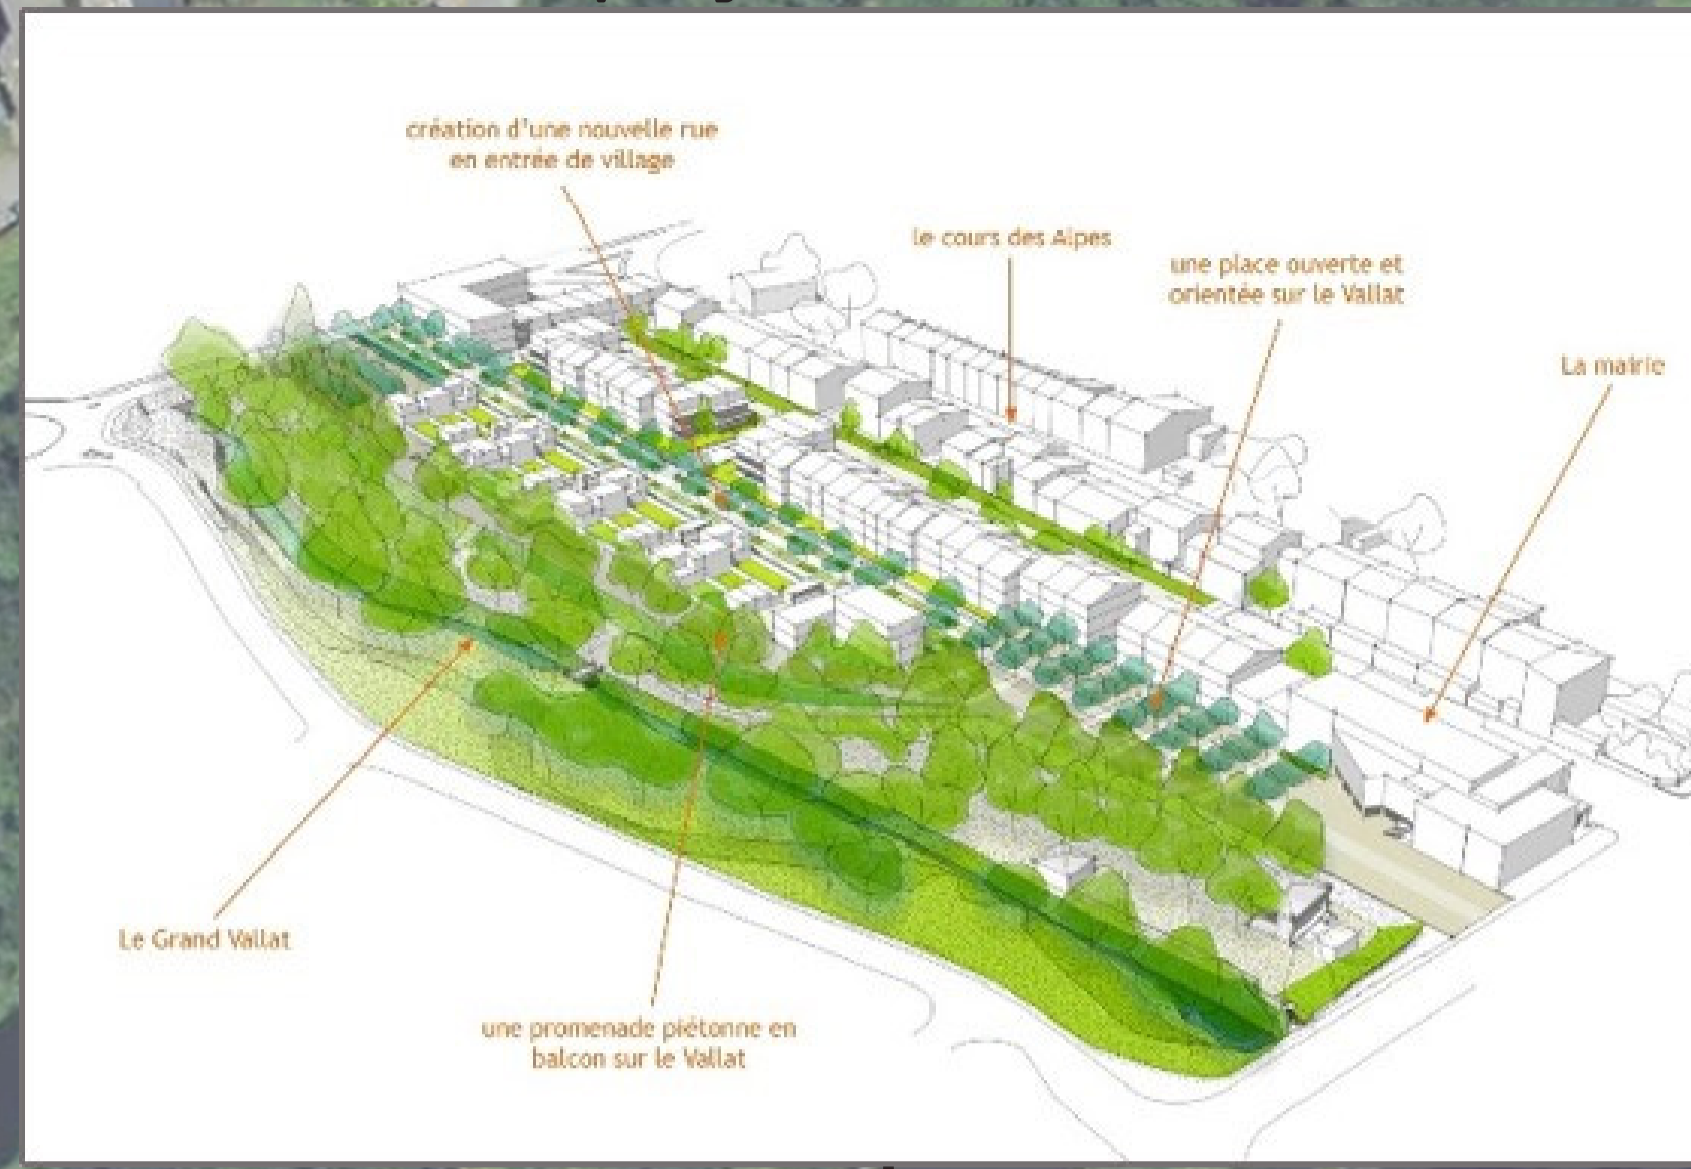 création d'une nouvelle rue
en entrée de village
le cours des Alpes
une place ouverte et
orientée sur le Vallat
La mairie
Le Grand Vallat
une promenade piétonne en
balcon sur le Vallat